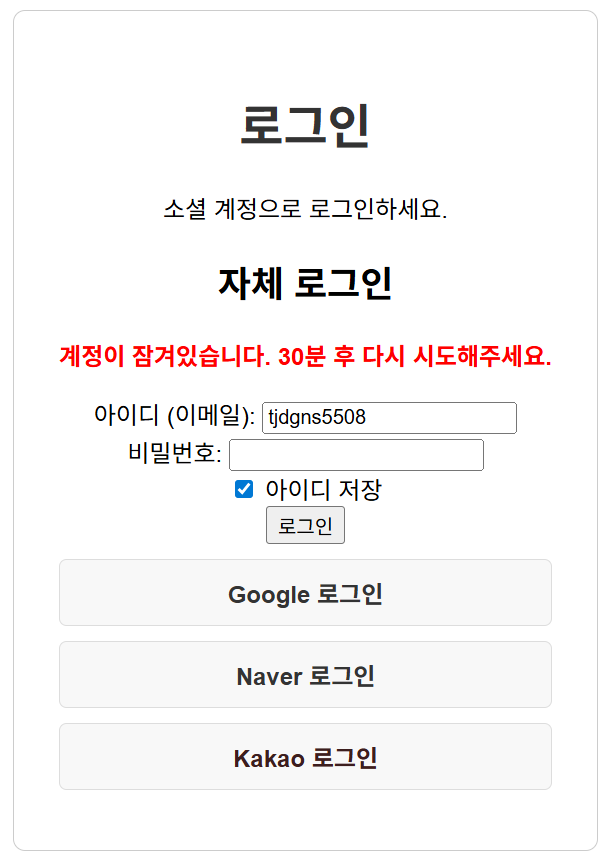 로그인
소셜 계정으로 로그인하세요.
자체 로그인
계정이 잠겨있습니다. 30분 후 다시 시도해주세요.
아이디 (이메일): tjdgns5508
비밀번호:
아이디 저장
로그인
Google 로그인
Naver 로그인
Kakao 로그인